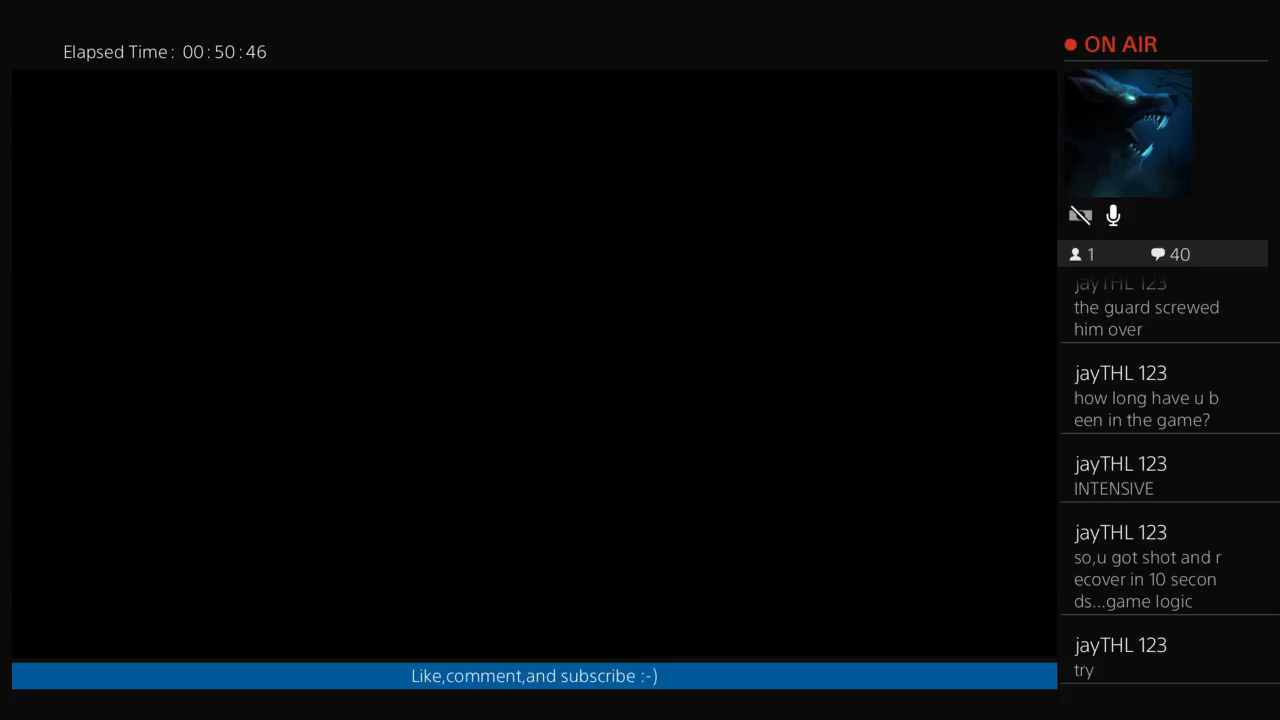 Elapsed Time: 00:50:46
ON AIR
1 40
jayTHL 123
the guard screwed
him over
jayTHL 123
how long have u b
een in the game?
jayTHL 123
INTENSIVE
jayTHL 123
so,u got shot and r
ecover in 10 secon
ds...game logic
jayTHL 123
try
Like,comment,and subscribe :-)